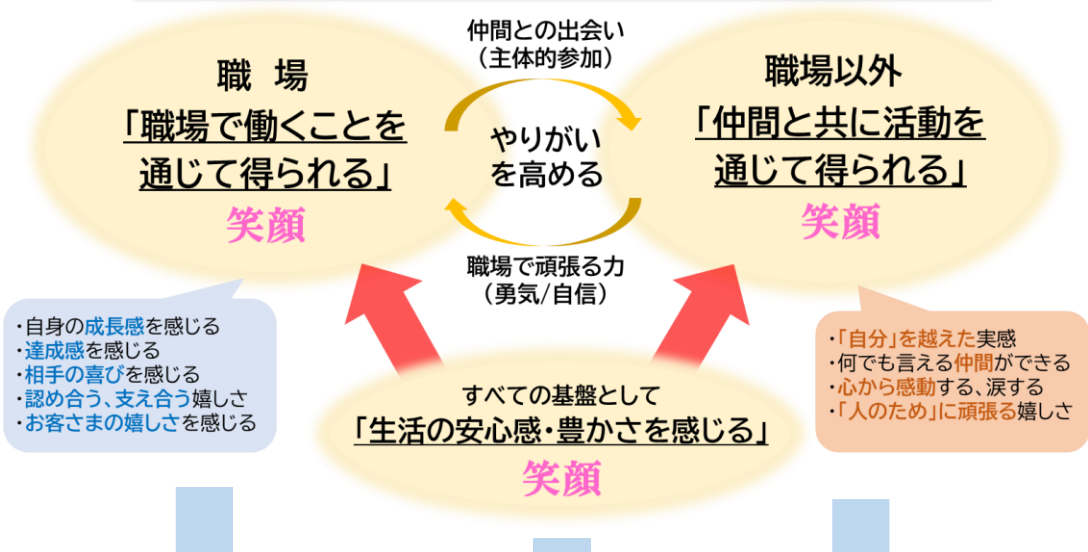 仲間との出会い
（主体的参加）
職 場
「職場で働くことを
通じて得られる」
笑顔
やりがい
を高める
職場以外
「仲間と共に活動を
通じて得られる」
笑顔
職場で頑張る力
（勇気/自信）
・自身の成長感を感じる
・達成感を感じる
・相手の喜びを感じる
・認め合う、支え合う嬉しさ
・お客さまの嬉しさを感じる
・「自分」を越えた実感
・何でも言える仲間ができる
・心から感動する、涙する
・「人のため」に頑張る嬉しさ
すべての基盤として
「生活の安心感・豊かさを感じる」
笑顔